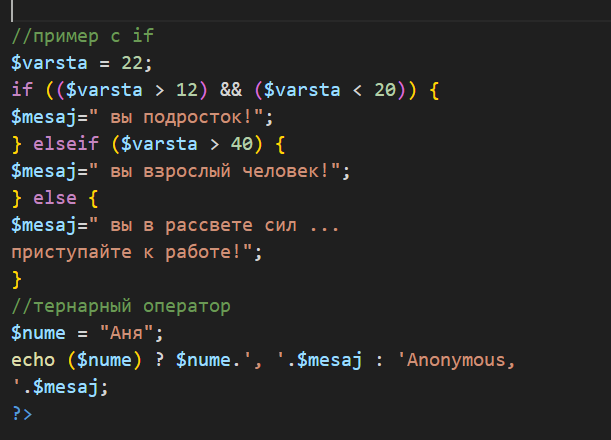 //пример с if
$varsta = 22;
if (($varsta > 12) && ($varsta < 20)) {
$mesaj=" вы подросток!";
} elseif ($varsta > 40) {
$mesaj=" вы взрослый человек!";
} else {
$mesaj=" вы в рассвете сил ...
приступайте к работе!";
}
//тернарный оператор
$nume = "Аня";
echo ($nume) ? $nume.', '.$mesaj : 'Anonymous,
'.$mesaj;
?>